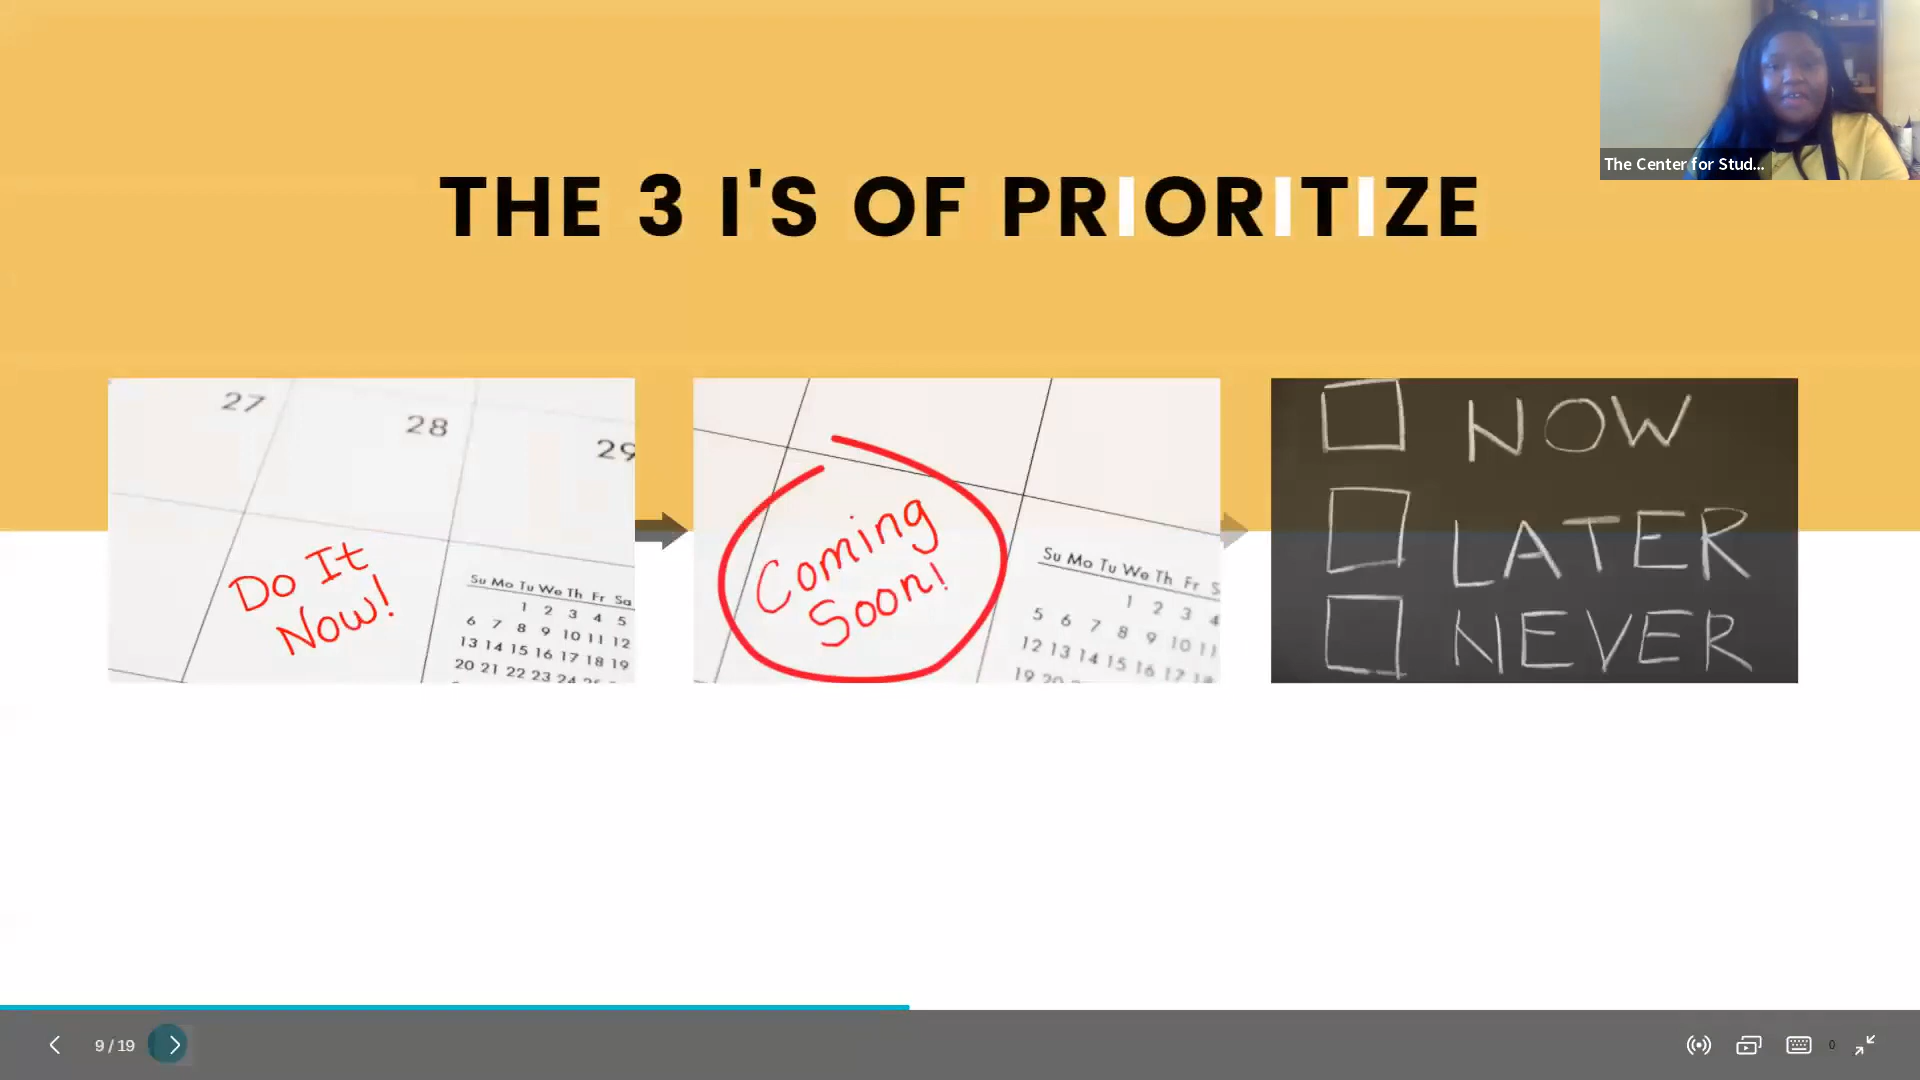 The Center for Stud...
THE 3 I'S OF PRIORITIZE
27
28
29
Do It
Now!
Su Mo Tu We Th Fr Sa
1 2 3 4 5
6 7 8 9 10 11 12
13 14 15 16 17 18 19
20 21 22 23 24
Coming
Soon!
Su Mo Tu We Th Fr S
1 2 3 4
5 6 7 8 9 10 11
12 13 14 15 16 17
19 20
NOW
LATER
NEVER
9 / 19
0